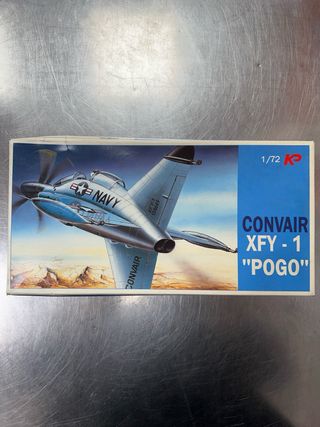 1/72 KP
CONVAIR
XFY - 1
"POGO"
NAVY
CONVAIR